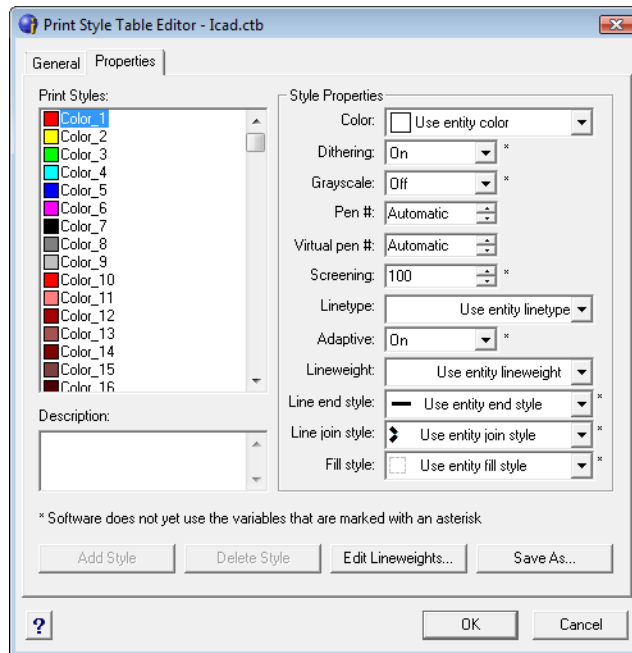 Print Style Table Editor - Icad.ctb
General Properties
Print Styles:
Color_1
Color_2
Color_3
Color_4
Color_5
Color_6
Color_7
Color_8
Color_9
Color_10
Color_11
Color_12
Color_13
Color_14
Color_15
Color_16
Description:
Style Properties
Color: Use entity color
Dithering: On *
Grayscale: Off *
Pen #: Automatic
Virtual pen #: Automatic
Screening: 100 *
Linetype: Use entity linetype
Adaptive: On *
Lineweight: Use entity lineweight
Line end style: Use entity end style *
Line join style: Use entity join style *
Fill style: Use entity fill style *
* Software does not yet use the variables that are marked with an asterisk
Add Style Delete Style Edit Lineweights... Save As...
? OK Cancel